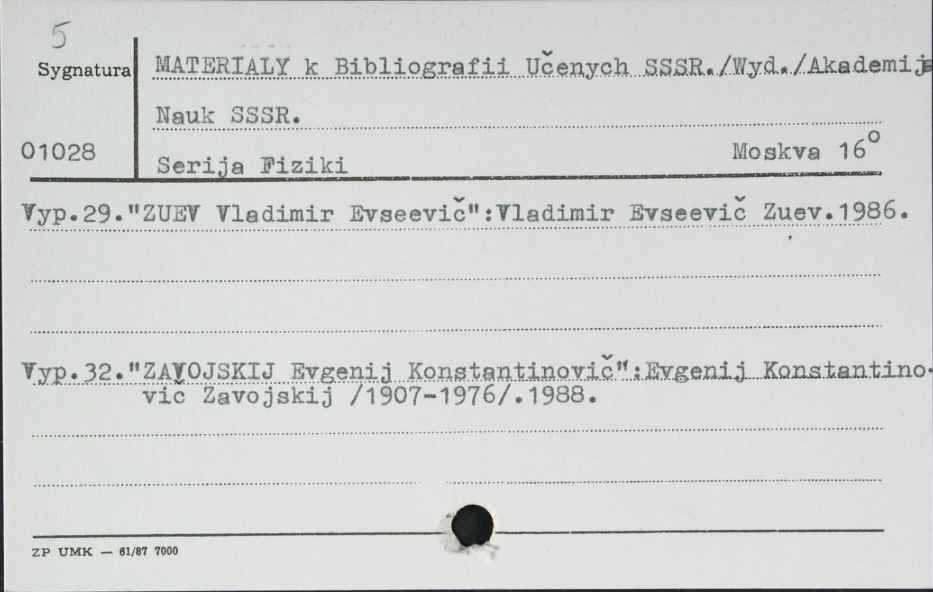 5
Sygnatura
MATERIALY k Bibliografii Učenych SSSR./Wyd./Akademija
Nauk SSSR.
01028
Serija Fiziki
Moskva 16°
Vyp.29."ZUEV Vladimir Evseevič":Vladimir Evseevič Zuev.1986.
Vyp.32."ZAVOJSKIJ Evgenij Konstantinovič":Evgenij Konstantino-
vič Zavojskij /1907-1976/.1988.
ZP UMK — 61/87 7000